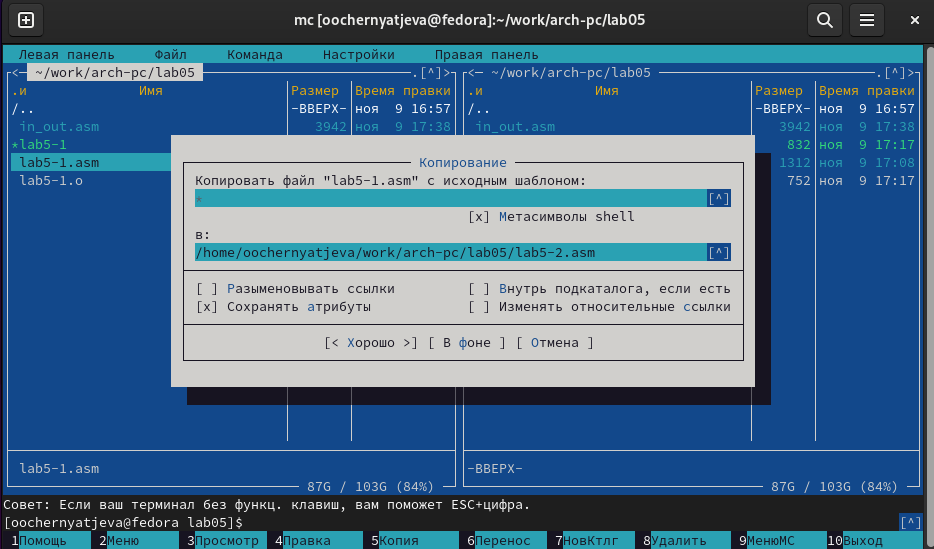 mc [oochernyatjeva@fedora]:~/work/arch-pc/lab05
Левая панель Файл Команда Настройки Правая панель
<- ~/work/arch-pc/lab05 .[^]> <- ~/work/arch-pc/lab05 .[^]>
.и Имя Размер Время правки .и Имя Размер Время правки
/.. -ВВЕРХ- ноя 9 16:57 /.. -ВВЕРХ- ноя 9 16:57
in_out.asm 3942 ноя 9 17:38 in_out.asm 3942 ноя 9 17:38
*lab5-1 832 ноя 9 17:17
lab5-1.asm 1312 ноя 9 17:08
lab5-1.o 752 ноя 9 17:17
Копирование
Копировать файл "lab5-1.asm" с исходным шаблоном:
* [^]
[x] Метасимволы shell
в:
/home/oochernyatjeva/work/arch-pc/lab05/lab5-2.asm [^]
[ ] Разыменовывать ссылки [ ] Внутрь подкаталога, если есть
[x] Сохранять атрибуты [ ] Изменять относительные ссылки
[< Хорошо >] [ В фоне ] [ Отмена ]
lab5-1.asm -ВВЕРХ-
87G / 103G (84%) 87G / 103G (84%)
Совет: Если ваш терминал без функц. клавиш, вам поможет ESC+цифра.
[oochernyatjeva@fedora lab05]$ [^]
1Помощь 2Меню 3Просмотр 4Правка 5Копия 6Перенос 7НовКтлг 8Удалить 9МенюМС 10Выход